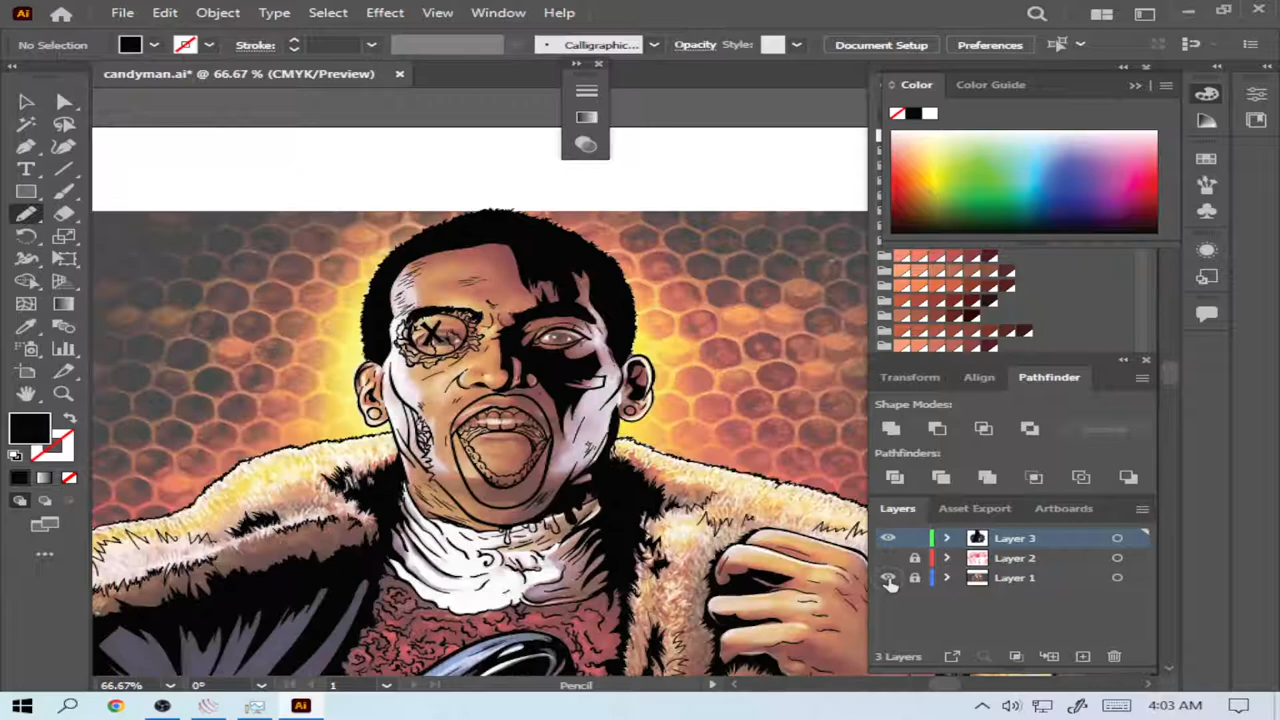 Ai File Edit Object Type Select Effect View Window Help
No Selection Stroke: Calligraphic... Opacity Style: Document Setup Preferences
candyman.ai* @ 66.67 % (CMYK/Preview)
Color Color Guide
Transform Align Pathfinder
Shape Modes:
Pathfinders:
Layers Asset Export Artboards
Layer 3
Layer 2
Layer 1
3 Layers
66.67% 0° 1 Pencil
Ai 4:03 AM